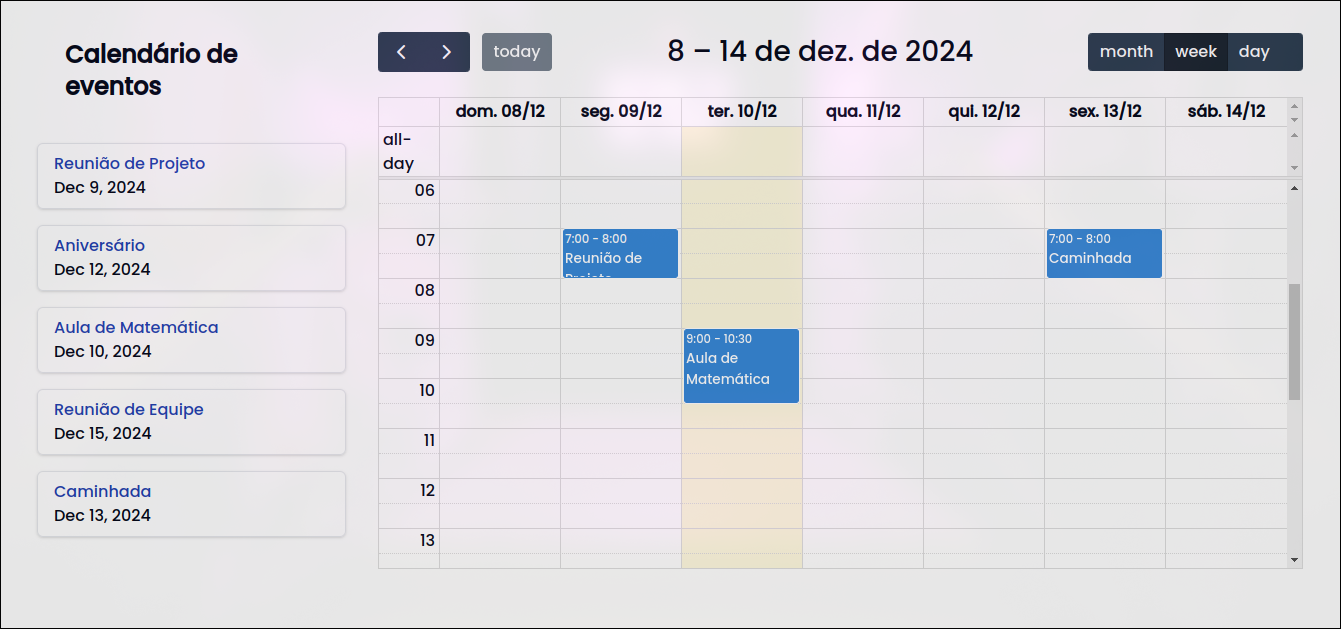 Calendário de
eventos
Reunião de Projeto
Dec 9, 2024
Aniversário
Dec 12, 2024
Aula de Matemática
Dec 10, 2024
Reunião de Equipe
Dec 15, 2024
Caminhada
Dec 13, 2024
today
8 – 14 de dez. de 2024
month week day
dom. 08/12 seg. 09/12 ter. 10/12 qua. 11/12 qui. 12/12 sex. 13/12 sáb. 14/12
all-
day
06
07
7:00 - 8:00
Reunião de
Projeto
7:00 - 8:00
Caminhada
08
09
9:00 - 10:30
Aula de
Matemática
10
11
12
13